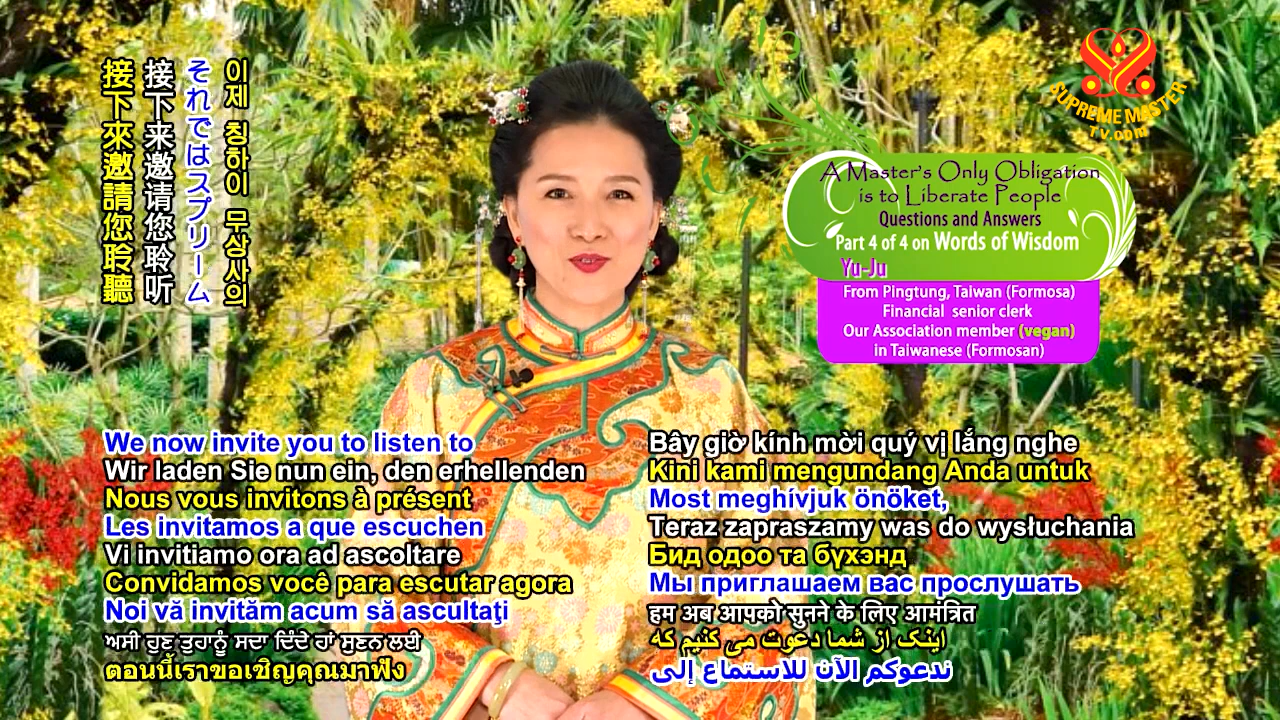 接下來邀請您聆聽
接下来邀请您聆听
それではスプリーム
이제 칭하이 무상사의
SUPREME MASTER
TV.COM
A Master's Only Obligation
is to Liberate People
Questions and Answers
Part 4 of 4 on Words of Wisdom
Yu-Ju
From Pingtung, Taiwan (Formosa)
Financial senior clerk
Our Association member (vegan)
in Taiwanese (Formosan)
We now invite you to listen to
Wir laden Sie nun ein, den erhellenden
Nous vous invitons à présent
Les invitamos a que escuchen
Vi invitiamo ora ad ascoltare
Convidamos você para escutar agora
Noi vă invităm acum să ascultaţi
ਅਸੀ ਹੁਣ ਤੁਹਾਨੂੰ ਸਦਾ ਦਿੰਦੇ ਹਾਂ ਸੁਣਨ ਲਈ
ตอนนี้เราขอเชิญคุณมาฟัง
Bây giờ kính mời quý vị lắng nghe
Kini kami mengundang Anda untuk
Most meghívjuk önöket,
Teraz zapraszamy was do wysłuchania
Бид одоо та бүхэнд
Мы приглашаем вас прослушать
हम अब आपको सुनने के लिए आमंत्रित
اینک از شما دعوت می کنیم که
ندعوكم الآن للاستماع إلى